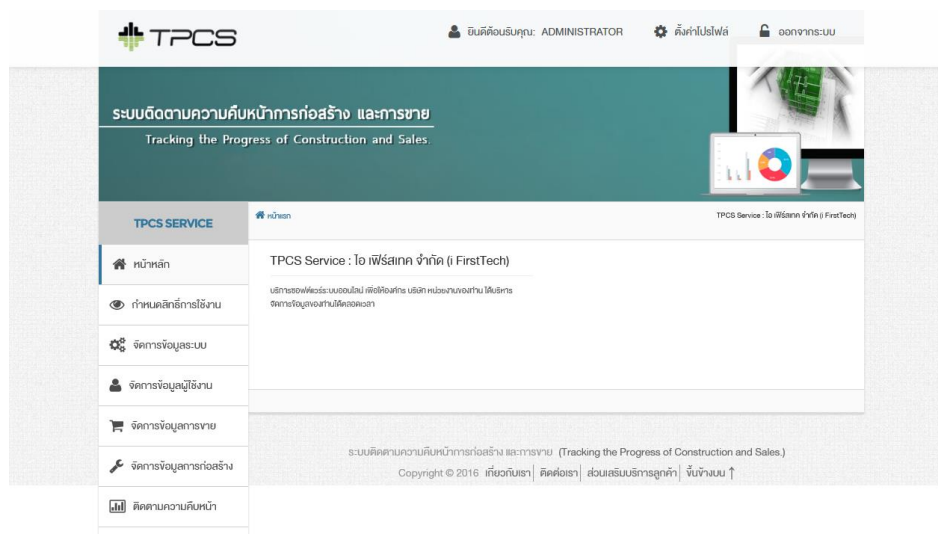 TPCS
ยินดีต้อนรับคุณ: ADMINISTRATOR
ตั้งค่าโปรไฟล์
ออกจากระบบ
ระบบติดตามความคืบหน้าการก่อสร้าง และการขาย
Tracking the Progress of Construction and Sales.
TPCS SERVICE
หน้าแรก
TPCS Service : ไอ เฟิร์สเทค จำกัด (i FirstTech)
หน้าหลัก
กำหนดสิทธิ์การใช้งาน
จัดการข้อมูลระบบ
จัดการข้อมูลผู้ใช้งาน
จัดการข้อมูลการขาย
จัดการข้อมูลการก่อสร้าง
ติดตามความคืบหน้า
TPCS Service : ไอ เฟิร์สเทค จำกัด (i FirstTech)
บริการซอฟต์แวร์ระบบออนไลน์ เพื่อให้องค์กร บริษัท หน่วยงานของท่าน ได้บริหาร
จัดการข้อมูลของท่านได้ตลอดเวลา
ระบบติดตามความคืบหน้าการก่อสร้าง และการขาย (Tracking the Progress of Construction and Sales.)
Copyright © 2016 เกี่ยวกับเรา| ติดต่อเรา| ส่วนเสริมบริการลูกค้า| ขึ้นข้างบน ↑